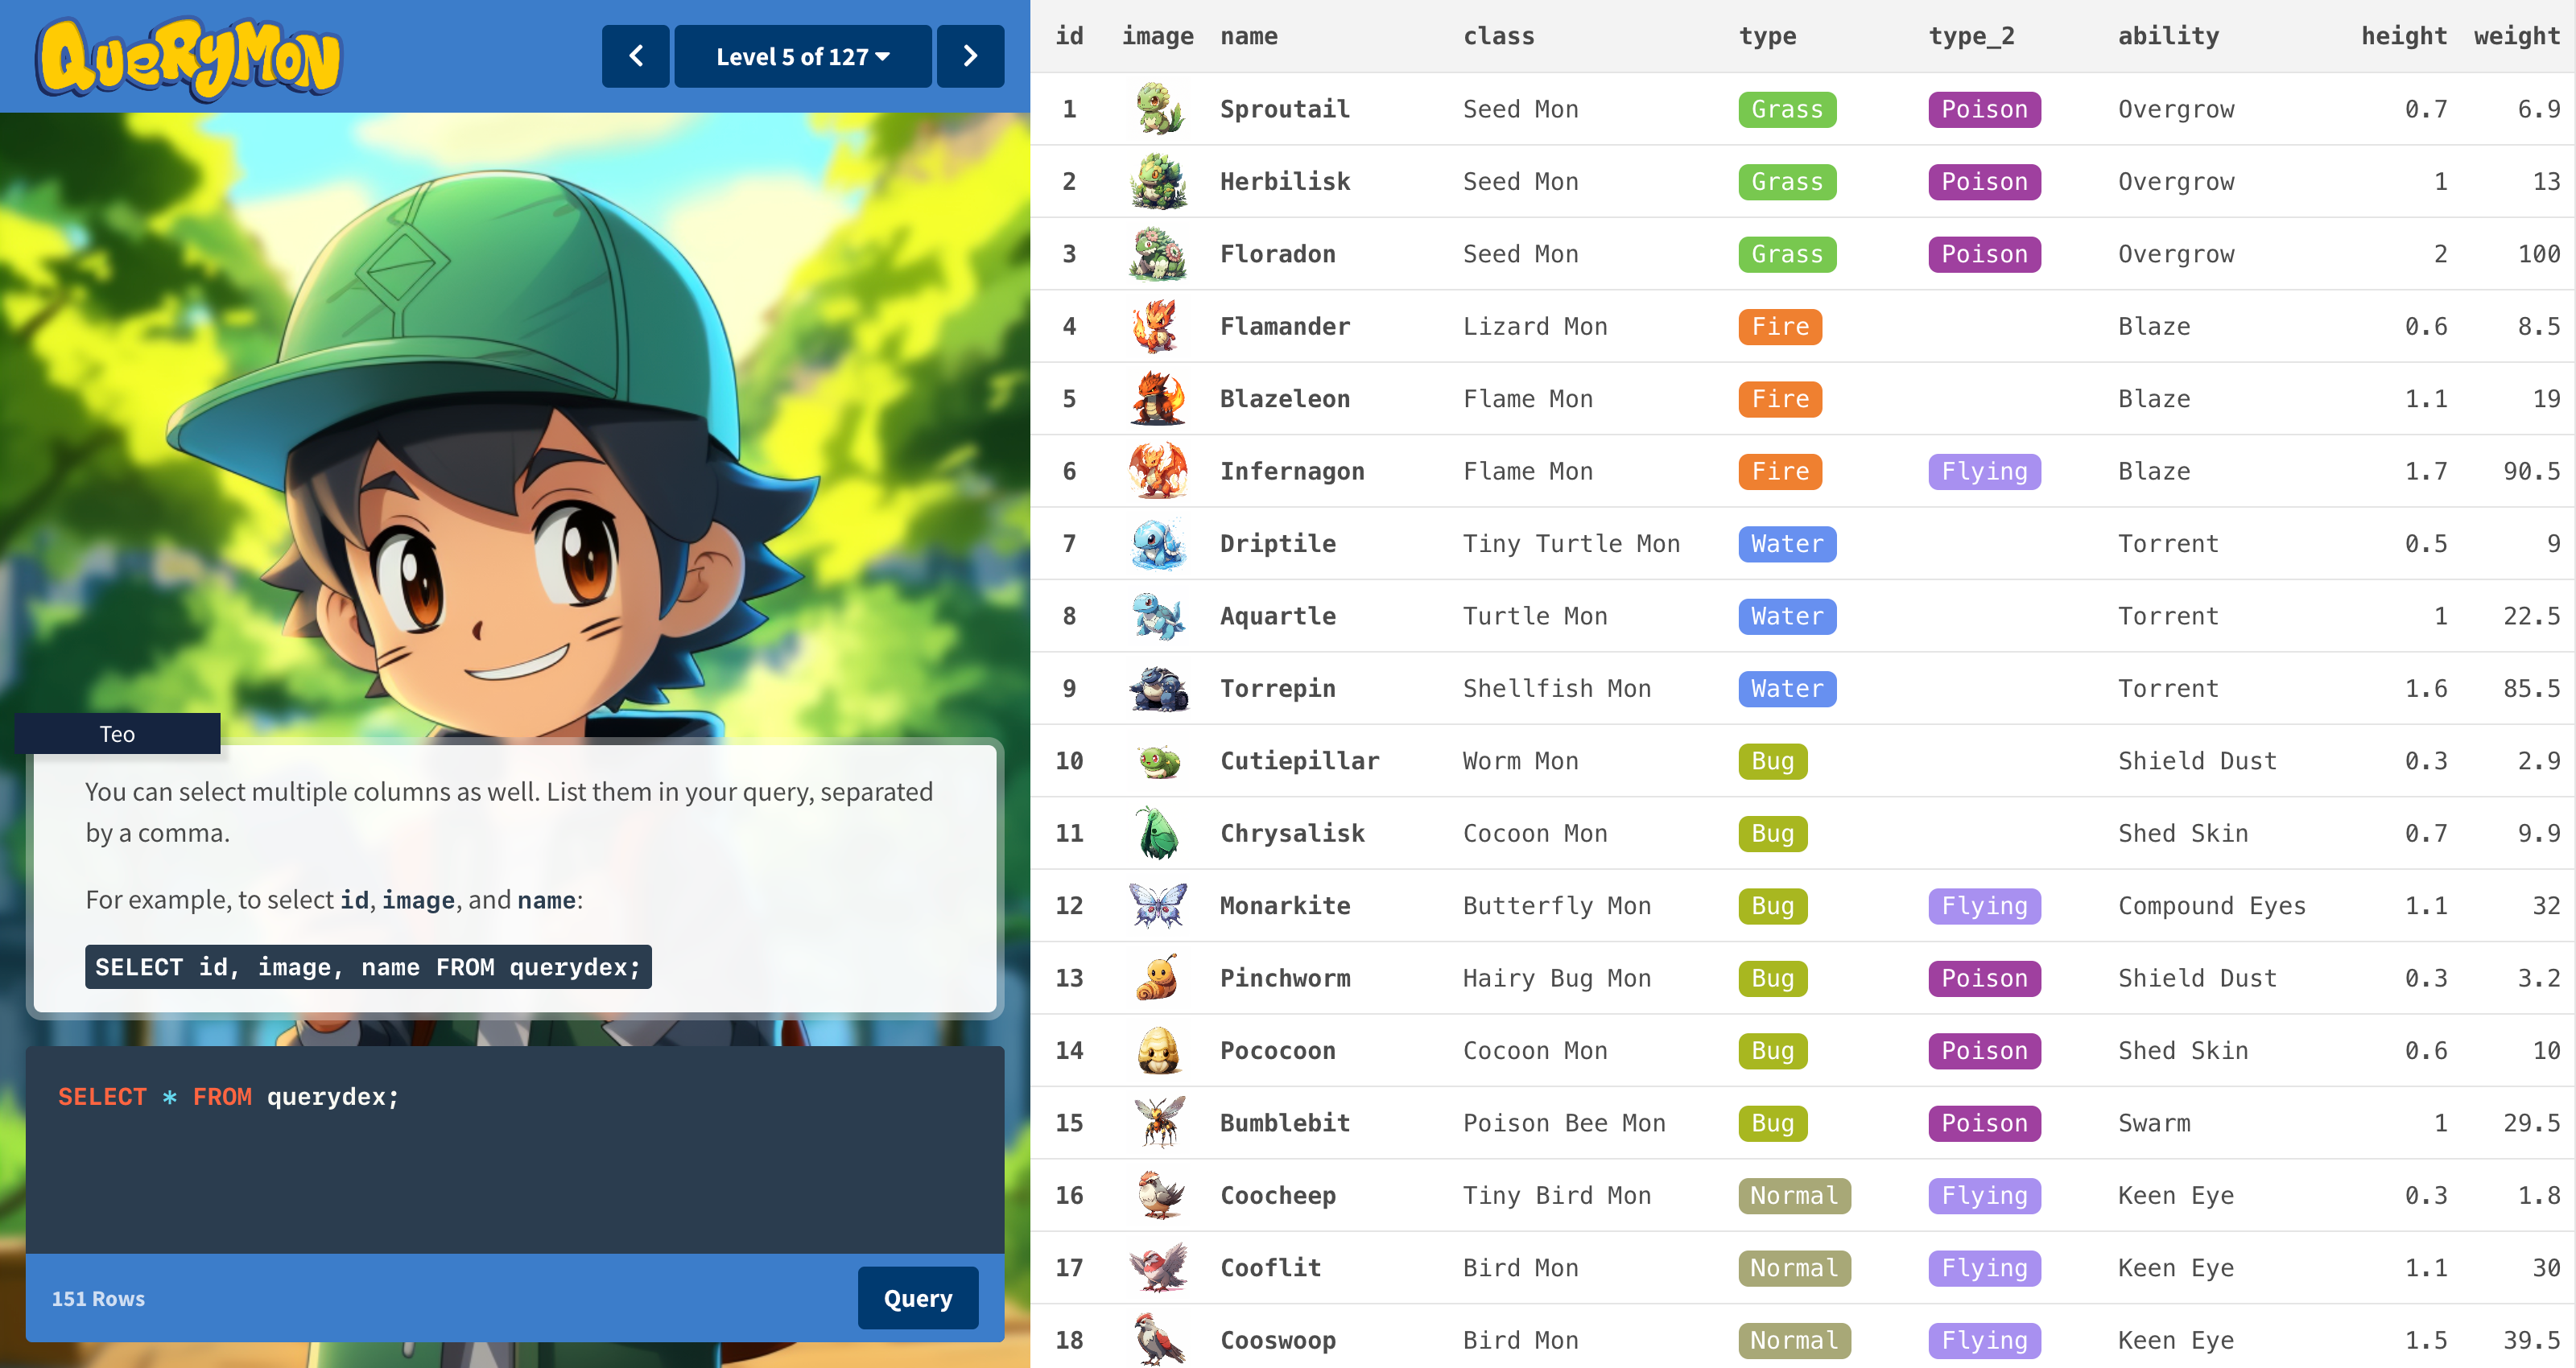 QUERYMON
Level 5 of 127
Teo
You can select multiple columns as well. List them in your query, separated
by a comma.
For example, to select id, image, and name:
SELECT id, image, name FROM querydex;
SELECT * FROM querydex;
151 Rows
Query
id image name class type type_2 ability height weight
1 Sproutail Seed Mon Grass Poison Overgrow 0.7 6.9
2 Herbilisk Seed Mon Grass Poison Overgrow 1 13
3 Floradon Seed Mon Grass Poison Overgrow 2 100
4 Flamander Lizard Mon Fire Blaze 0.6 8.5
5 Blazeleon Flame Mon Fire Blaze 1.1 19
6 Infernagon Flame Mon Fire Flying Blaze 1.7 90.5
7 Driptile Tiny Turtle Mon Water Torrent 0.5 9
8 Aquartle Turtle Mon Water Torrent 1 22.5
9 Torrepin Shellfish Mon Water Torrent 1.6 85.5
10 Cutiepillar Worm Mon Bug Shield Dust 0.3 2.9
11 Chrysalisk Cocoon Mon Bug Shed Skin 0.7 9.9
12 Monarkite Butterfly Mon Bug Flying Compound Eyes 1.1 32
13 Pinchworm Hairy Bug Mon Bug Poison Shield Dust 0.3 3.2
14 Pococoon Cocoon Mon Bug Poison Shed Skin 0.6 10
15 Bumblebit Poison Bee Mon Bug Poison Swarm 1 29.5
16 Coocheep Tiny Bird Mon Normal Flying Keen Eye 0.3 1.8
17 Cooflit Bird Mon Normal Flying Keen Eye 1.1 30
18 Cooswoop Bird Mon Normal Flying Keen Eye 1.5 39.5